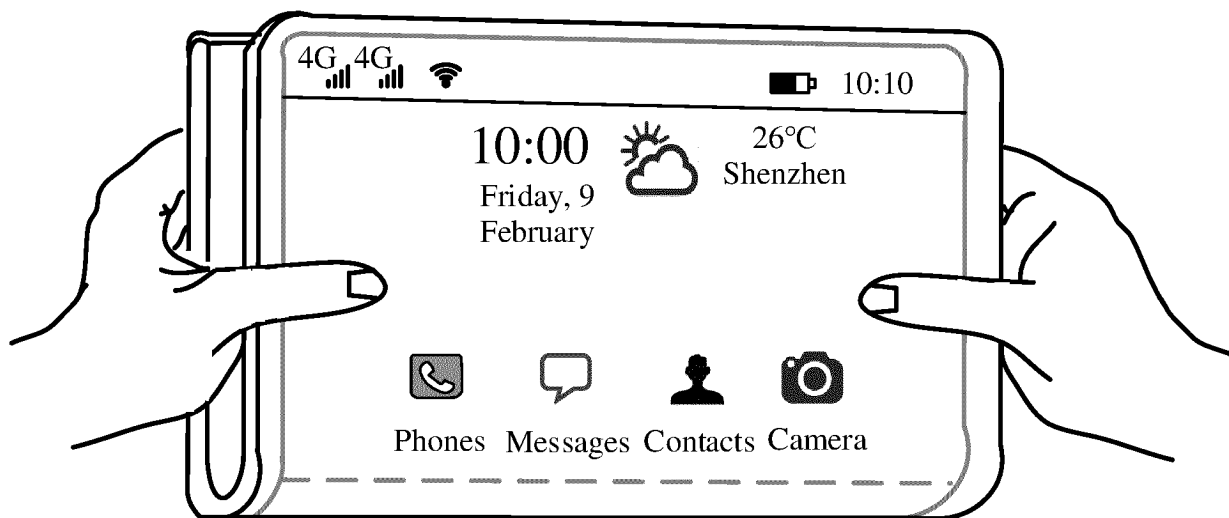 4G 4G 10:10
10:00 26°C
Shenzhen
Friday, 9
February
Phones Messages Contacts Camera